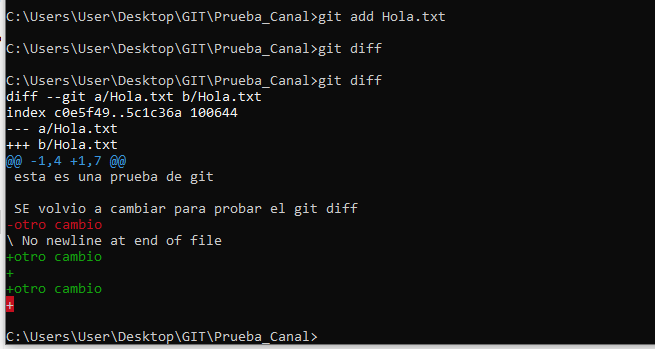 C:\Users\User\Desktop\GIT\Prueba_Canal>git add Hola.txt
C:\Users\User\Desktop\GIT\Prueba_Canal>git diff
C:\Users\User\Desktop\GIT\Prueba_Canal>git diff
diff --git a/Hola.txt b/Hola.txt
index c0e5f49..5c1c36a 100644
--- a/Hola.txt
+++ b/Hola.txt
@@ -1,4 +1,7 @@
 esta es una prueba de git
 SE volvio a cambiar para probar el git diff
-otro cambio
\ No newline at end of file
+otro cambio
+
+otro cambio
+
C:\Users\User\Desktop\GIT\Prueba_Canal>